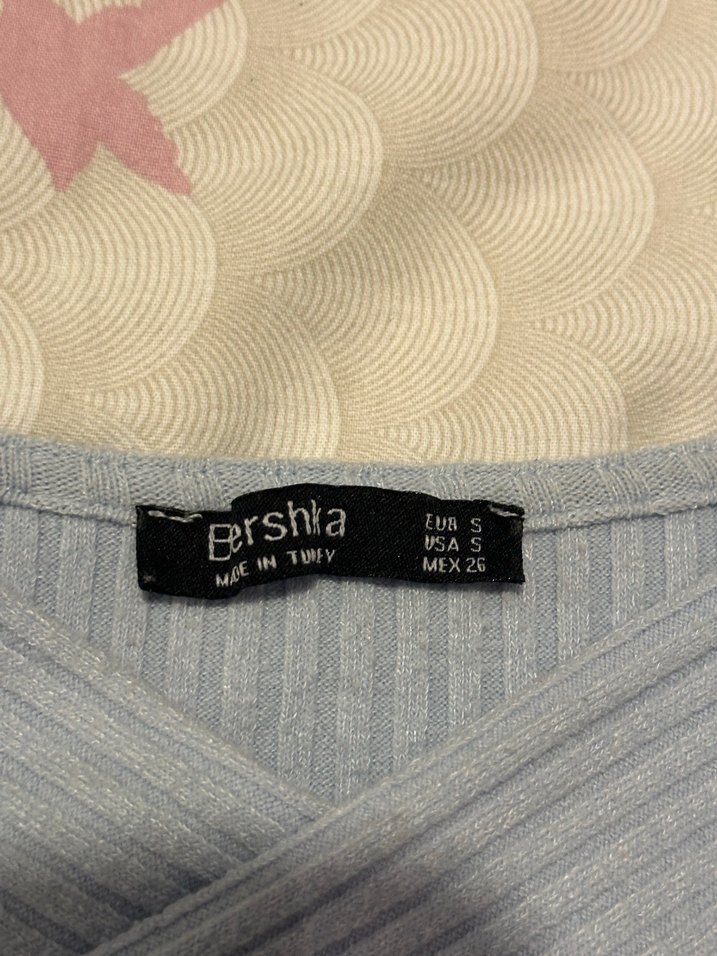 Bershka
MADE IN TURKEY
EUR S
USA S
MEX 26